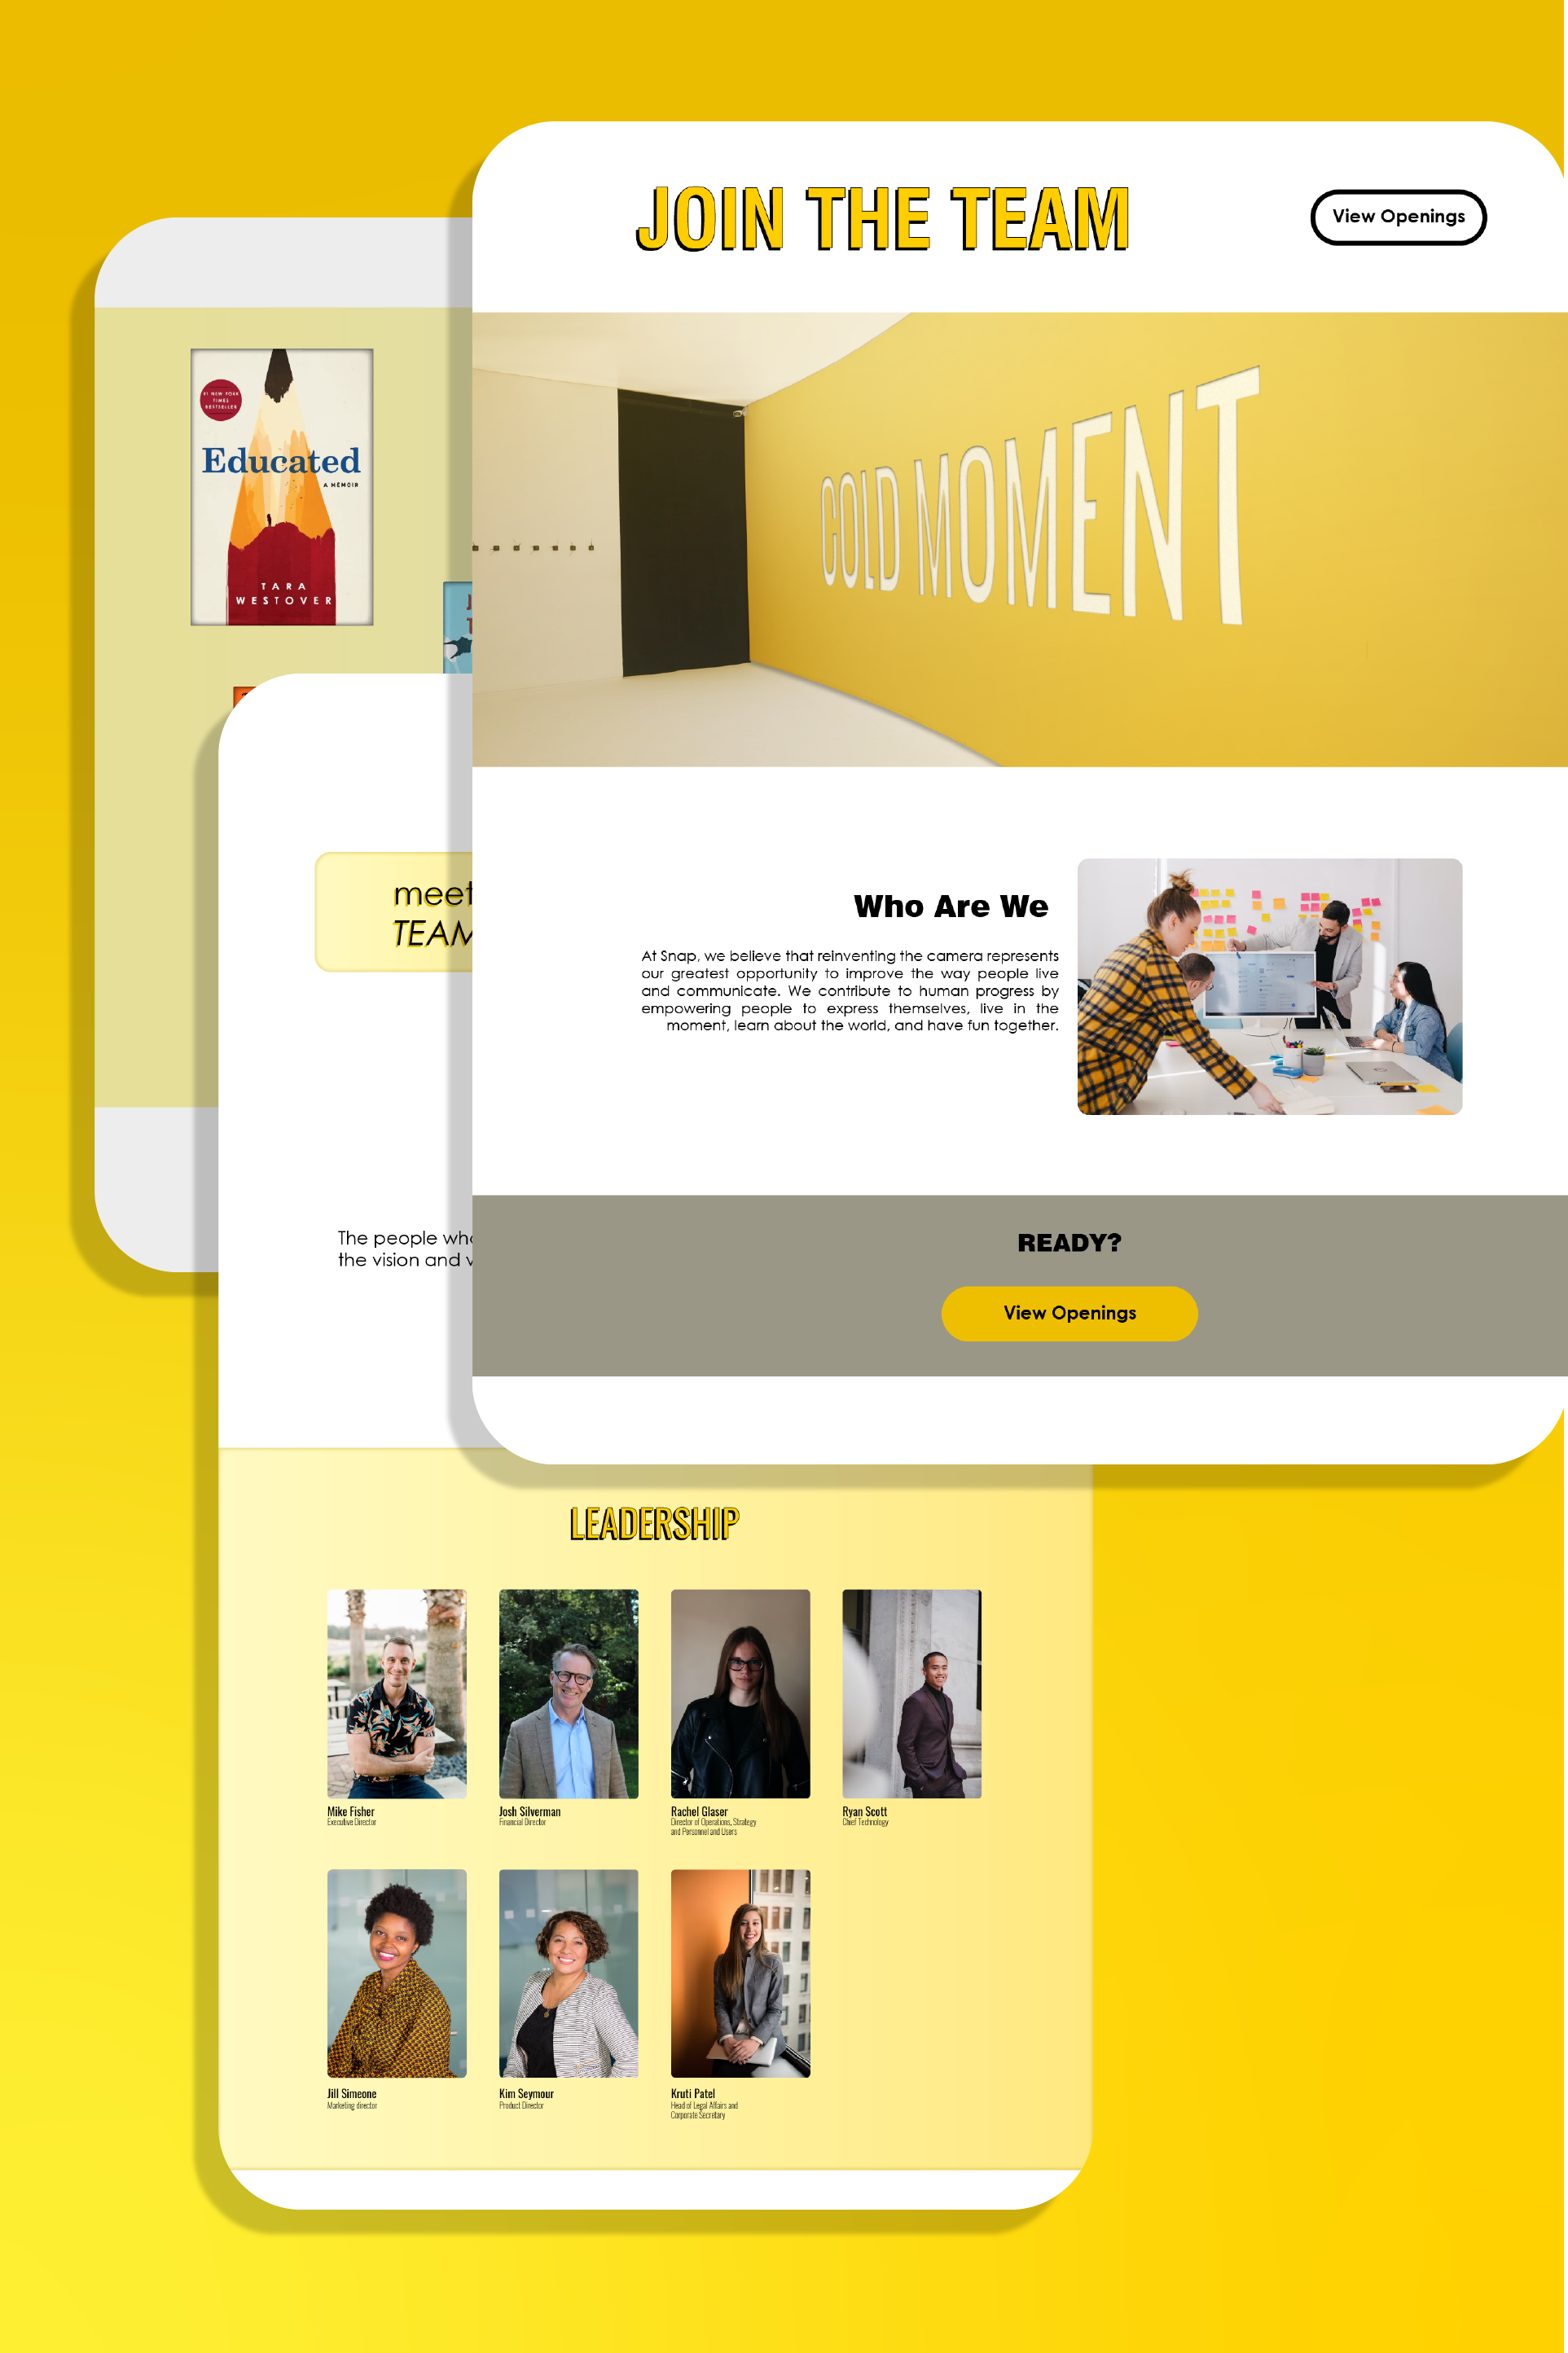 JOIN THE TEAM
View Openings
#1 NEW YORK
TIMES
BESTSELLER
Educated
A MEMOIR
TARA
WESTOVER
COLD MOMENT
meet
TEAM
Who Are We
At Snap, we believe that reinventing the camera represents
our greatest opportunity to improve the way people live
and communicate. We contribute to human progress by
empowering people to express themselves, live in the
moment, learn about the world, and have fun together.
The people who
the vision and
READY?
View Openings
LEADERSHIP
Mike Fisher
Executive Director
Josh Silverman
Financial Director
Rachel Glaser
Director of Operations, Strategy
and Personnel and Users
Ryan Scott
Chief Technology
Jill Simeone
Marketing director
Kim Seymour
Product Director
Kruti Patel
Head of Legal Affairs and
Corporate Secretary